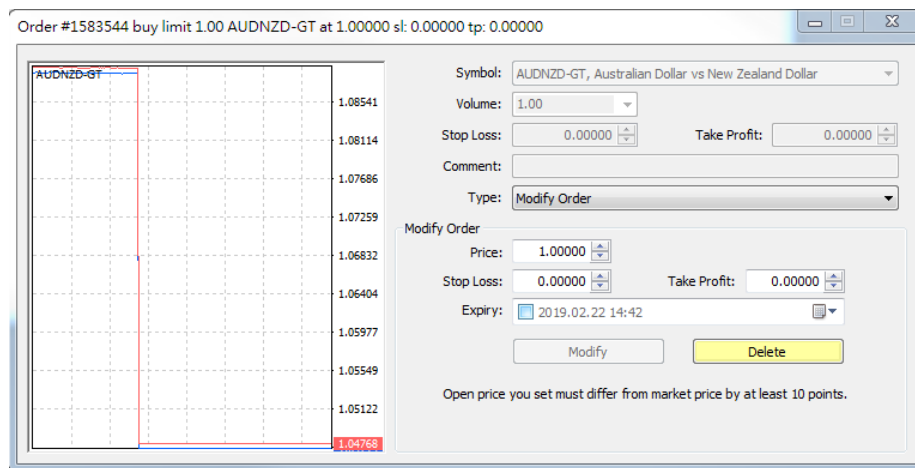 Order #1583544 buy limit 1.00 AUDNZD-GT at 1.00000 sl: 0.00000 tp: 0.00000
AUDNZD-GT
1.08541
1.08114
1.07686
1.07259
1.06832
1.06404
1.05977
1.05549
1.05122
1.04768
Symbol: AUDNZD-GT, Australian Dollar vs New Zealand Dollar
Volume: 1.00
Stop Loss: 0.00000 Take Profit: 0.00000
Comment:
Type: Modify Order
Modify Order
Price: 1.00000
Stop Loss: 0.00000 Take Profit: 0.00000
Expiry: 2019.02.22 14:42
Modify Delete
Open price you set must differ from market price by at least 10 points.